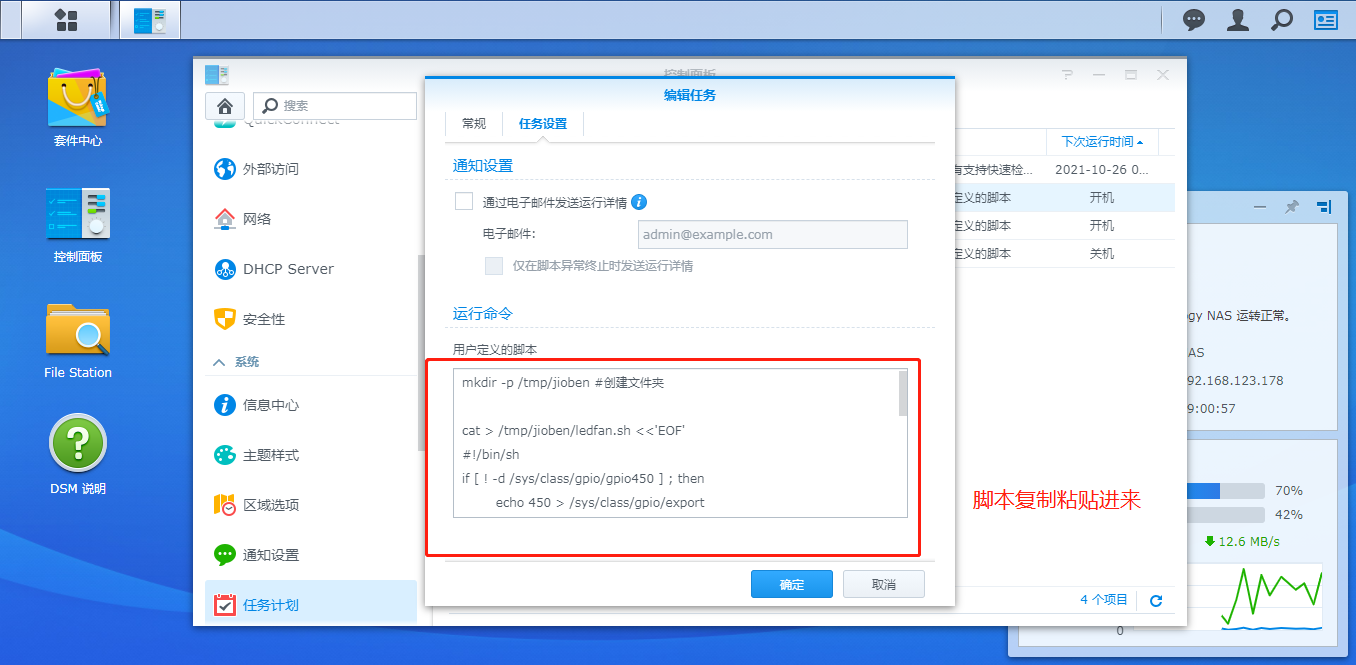 套件中心
控制面板
File Station
DSM 说明
控制面板
搜索
QuickConnect
外部访问
网络
DHCP Server
安全性
系统
信息中心
主题样式
区域选项
通知设置
任务计划
编辑任务
常规
任务设置
通知设置
通过电子邮件发送运行详情
电子邮件:
admin@example.com
仅在脚本异常终止时发送运行详情
运行命令
用户定义的脚本
mkdir -p /tmp/jioben #创建文件夹
cat > /tmp/jioben/ledfan.sh <<'EOF'
#!/bin/sh
if [ ! -d /sys/class/gpio/gpio450 ] ; then
echo 450 > /sys/class/gpio/export
确定
取消
下次运行时间
有支持快速检... 2021-10-26 0...
定义的脚本 开机
定义的脚本 开机
定义的脚本 关机
脚本复制粘贴进来
4 个项目
gy NAS 运转正常。
AS
92.168.123.178
9:00:57
70%
42%
12.6 MB/s
0